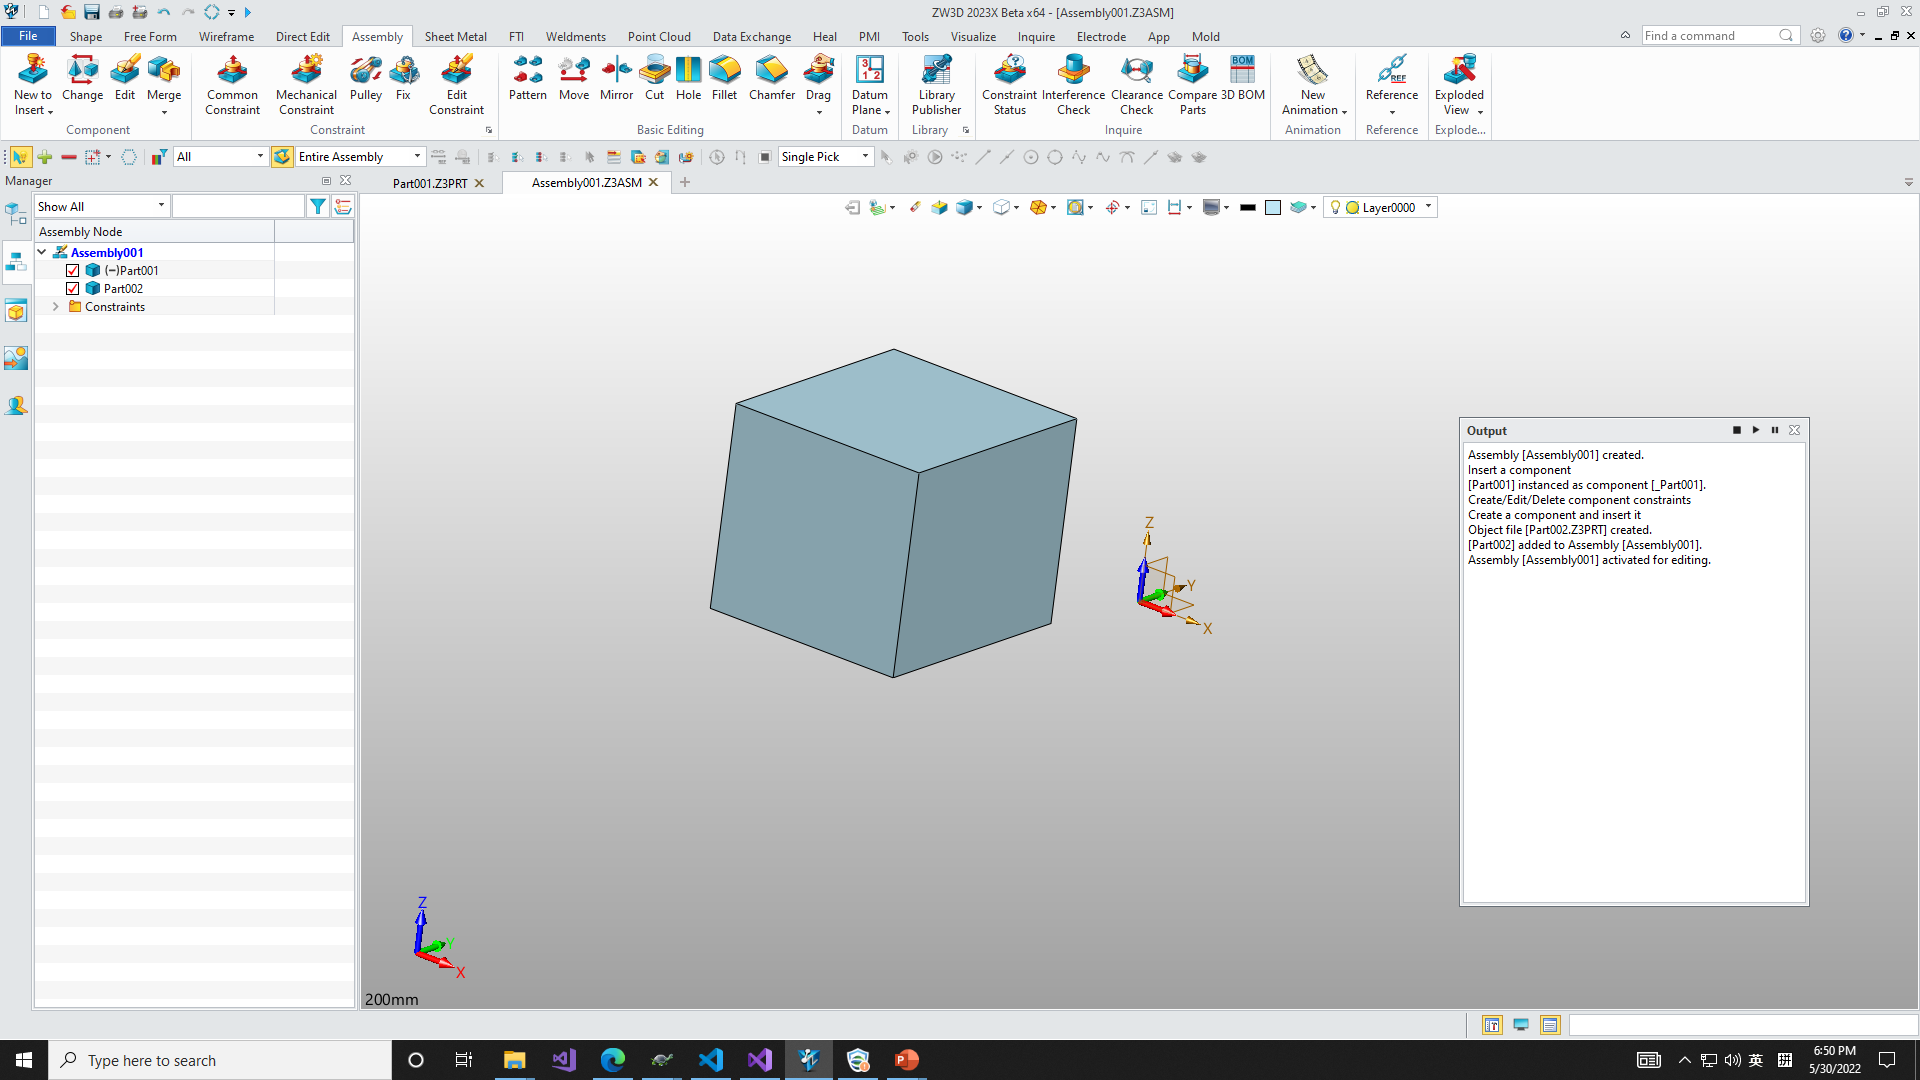 ZW3D 2023X Beta x64 - [Assembly001.Z3ASM]
File Shape Free Form Wireframe Direct Edit Assembly Sheet Metal FTI Weldments Point Cloud Data Exchange Heal PMI Tools Visualize Inquire Electrode App Mold Find a command
New to Insert Change Edit Merge Common Constraint Mechanical Constraint Pulley Fix Edit Constraint Pattern Move Mirror Cut Hole Fillet Chamfer Drag Datum Plane Library Publisher Constraint Status Interference Check Clearance Check Compare Parts 3D BOM New Animation Reference Exploded View
Component Constraint Basic Editing Datum Library Inquire Animation Reference Explode...
All Entire Assembly Single Pick
Manager Part001.Z3PRT Assembly001.Z3ASM
Show All Layer0000
Assembly Node
Assembly001
(–)Part001
Part002
Constraints
Output
Assembly [Assembly001] created.
Insert a component
[Part001] instanced as component [_Part001].
Create/Edit/Delete component constraints
Create a component and insert it
Object file [Part002.Z3PRT] created.
[Part002] added to Assembly [Assembly001].
Assembly [Assembly001] activated for editing.
Z
Y
X
Z
Y
X
200mm
Type here to search 英 拼 6:50 PM
5/30/2022